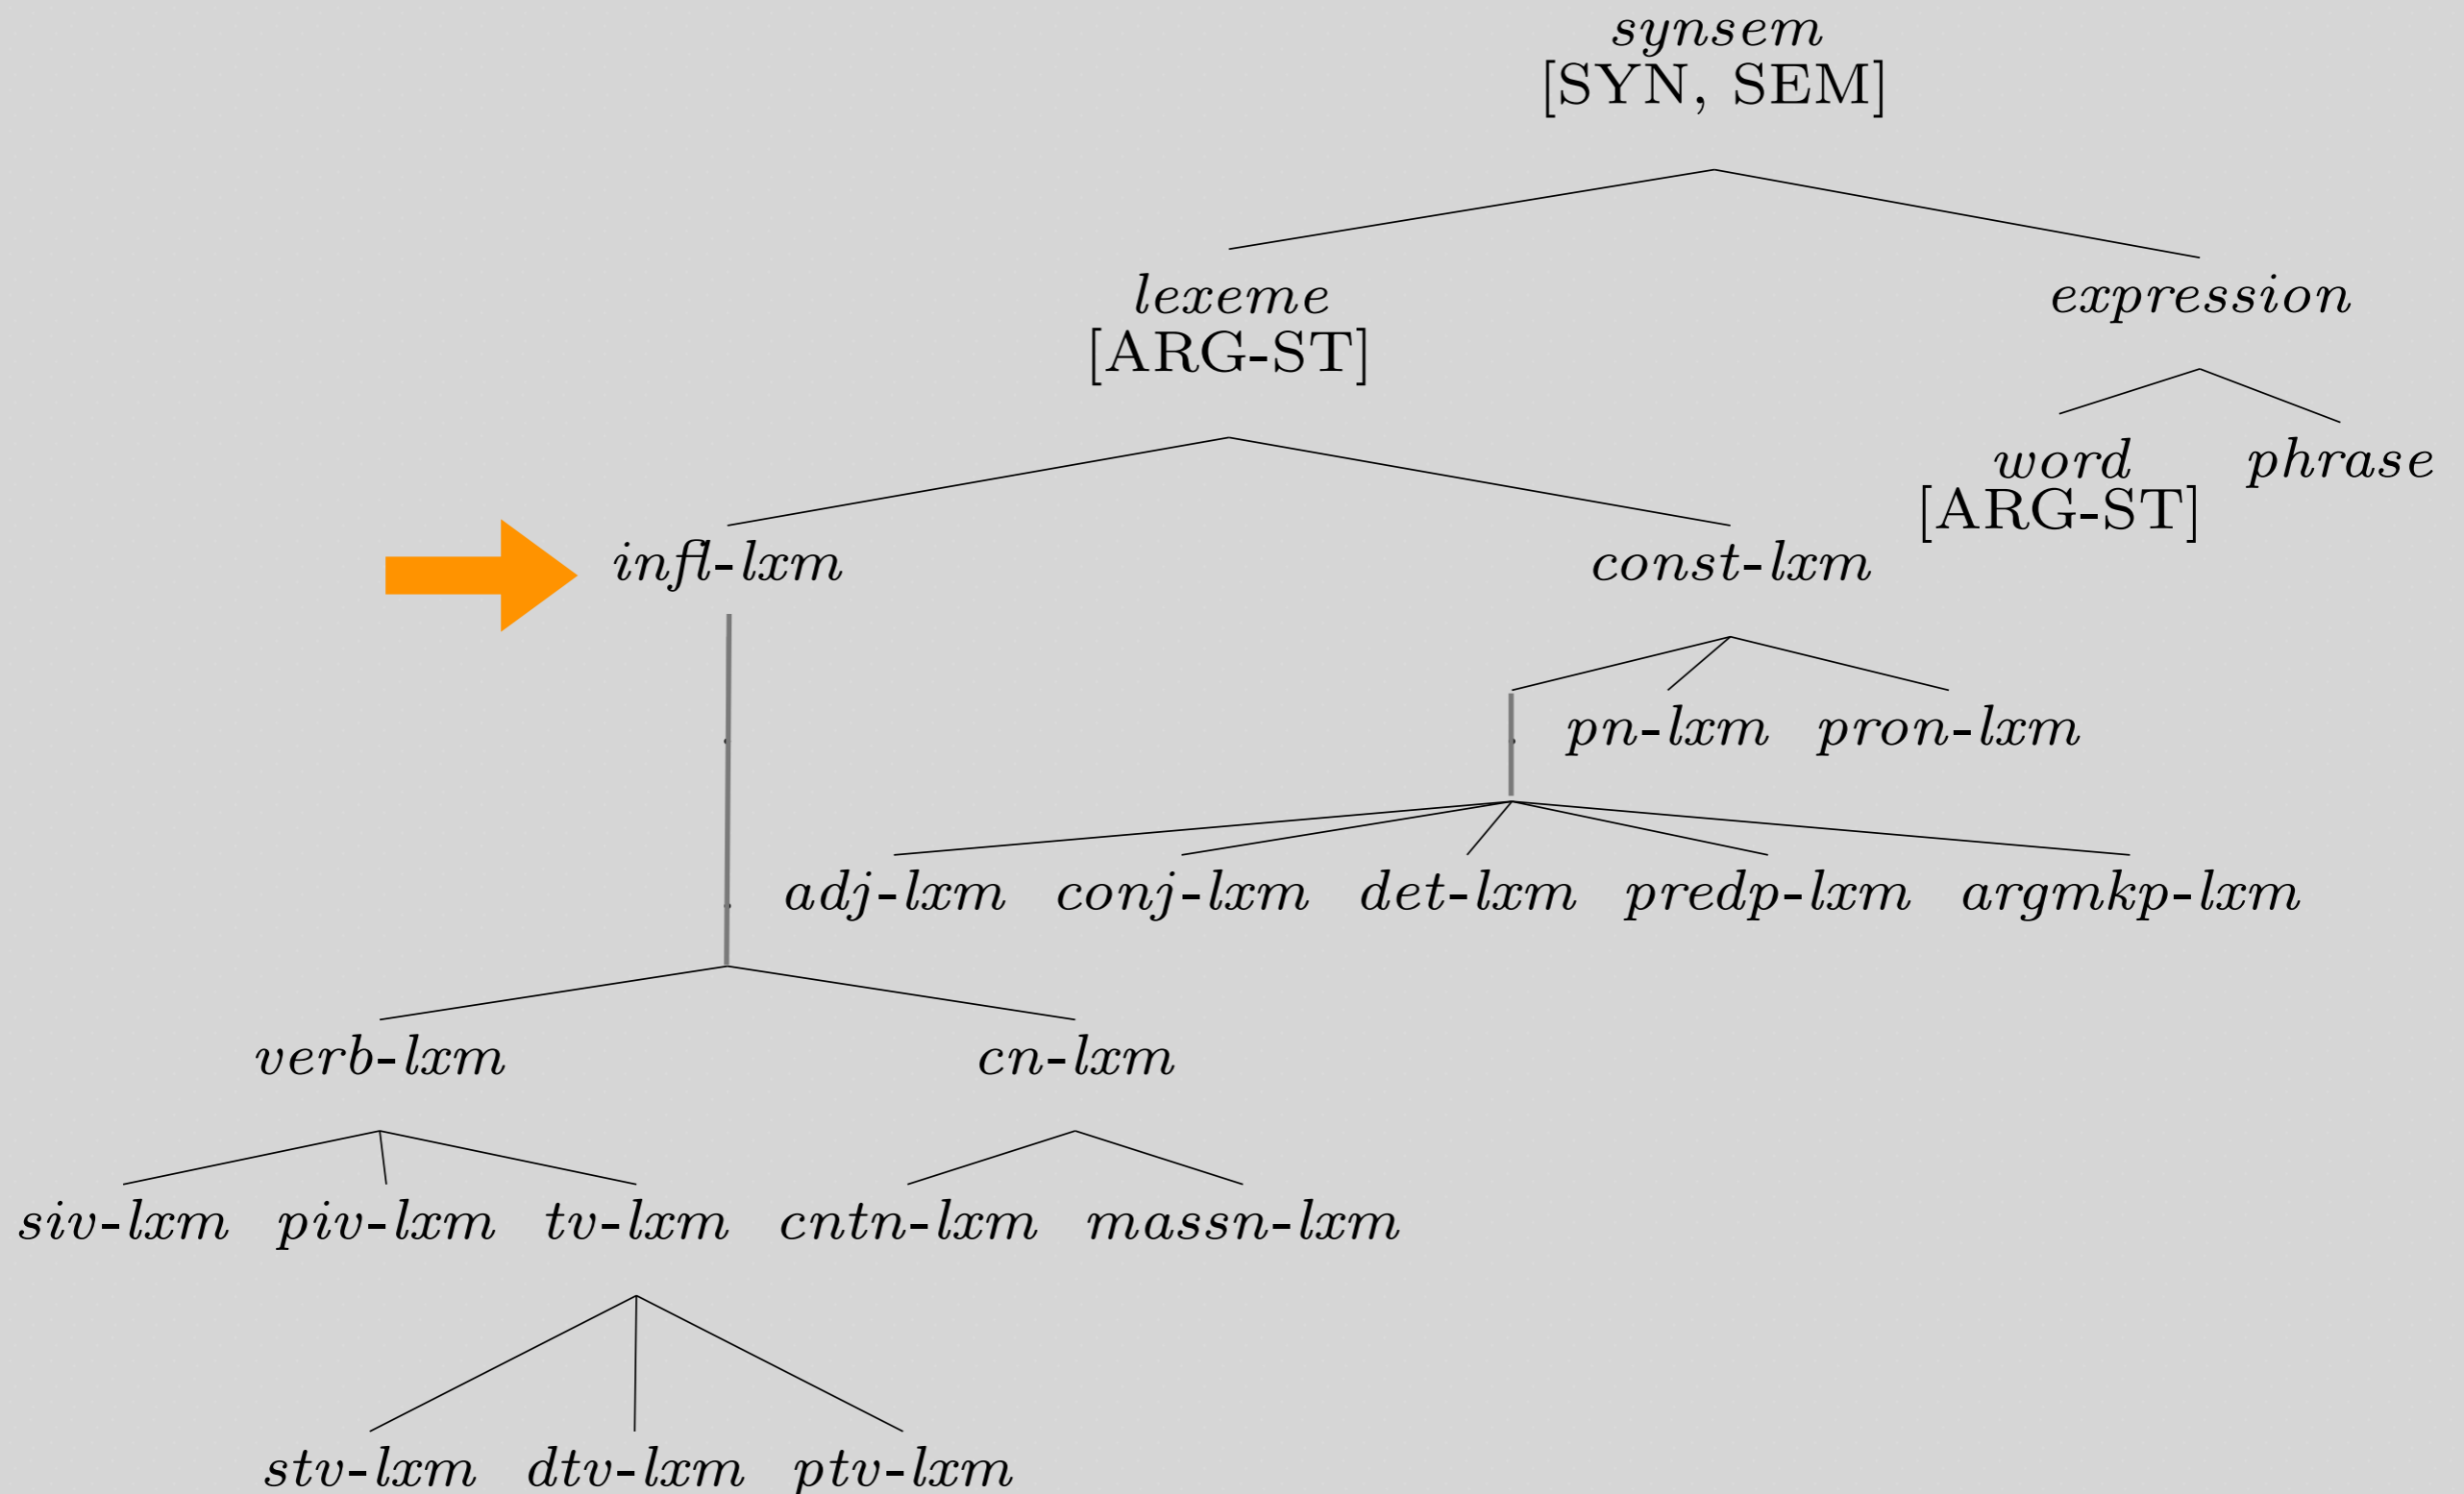 synsem
[SYN, SEM]
lexeme
[ARG-ST]
expression
word
[ARG-ST]
phrase
infl-lxm
const-lxm
pn-lxm
pron-lxm
adj-lxm
conj-lxm
det-lxm
predp-lxm
argmkp-lxm
verb-lxm
cn-lxm
siv-lxm
piv-lxm
tv-lxm
cntn-lxm
massn-lxm
stv-lxm
dtv-lxm
ptv-lxm